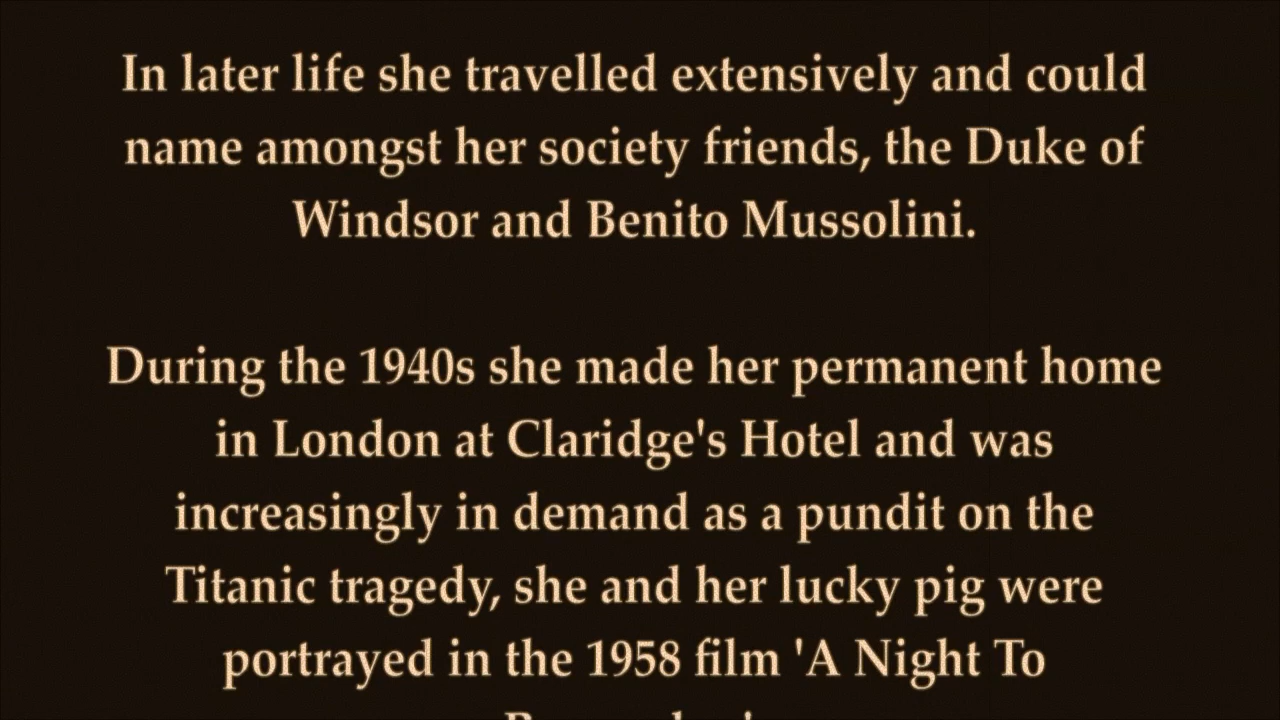 In later life she travelled extensively and could
name amongst her society friends, the Duke of
Windsor and Benito Mussolini.
During the 1940s she made her permanent home
in London at Claridge's Hotel and was
increasingly in demand as a pundit on the
Titanic tragedy, she and her lucky pig were
portrayed in the 1958 film 'A Night To